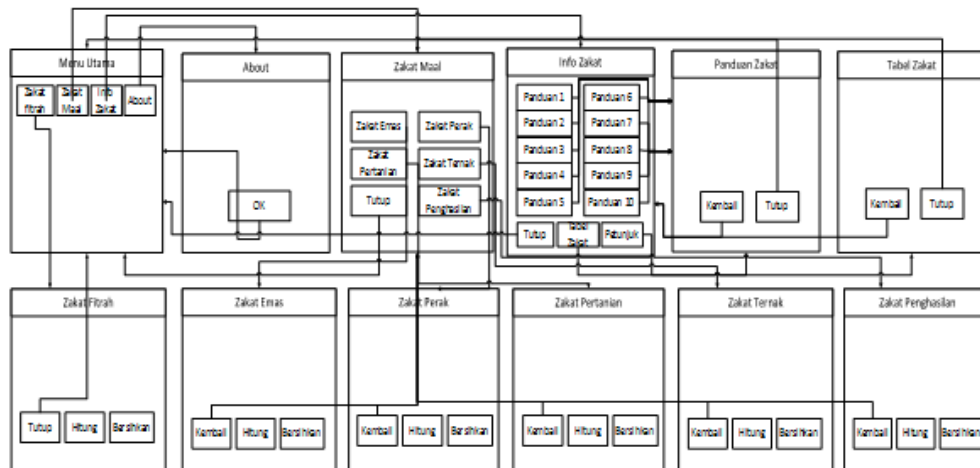 Menu Utama
Zakat
fitrah
Zakat
Maal
Info
Zakat
About
About
OK
Zakat Maal
Zakat Emas
Zakat Perak
Zakat
Pertanian
Zakat Ternak
Tutup
Zakat
Penghasilan
Info Zakat
Panduan 1
Panduan 6
Panduan 2
Panduan 7
Panduan 3
Panduan 8
Panduan 4
Panduan 9
Panduan 5
Panduan 10
Tutup
Tabel
Zakat
Petunjuk
Panduan Zakat
Kembali
Tutup
Tabel Zakat
Kembali
Tutup
Zakat Fitrah
Tutup
Hitung
Bersihkan
Zakat Emas
Kembali
Hitung
Bersihkan
Zakat Perak
Kembali
Hitung
Bersihkan
Zakat Pertanian
Kembali
Hitung
Bersihkan
Zakat Ternak
Kembali
Hitung
Bersihkan
Zakat Penghasilan
Kembali
Hitung
Bersihkan